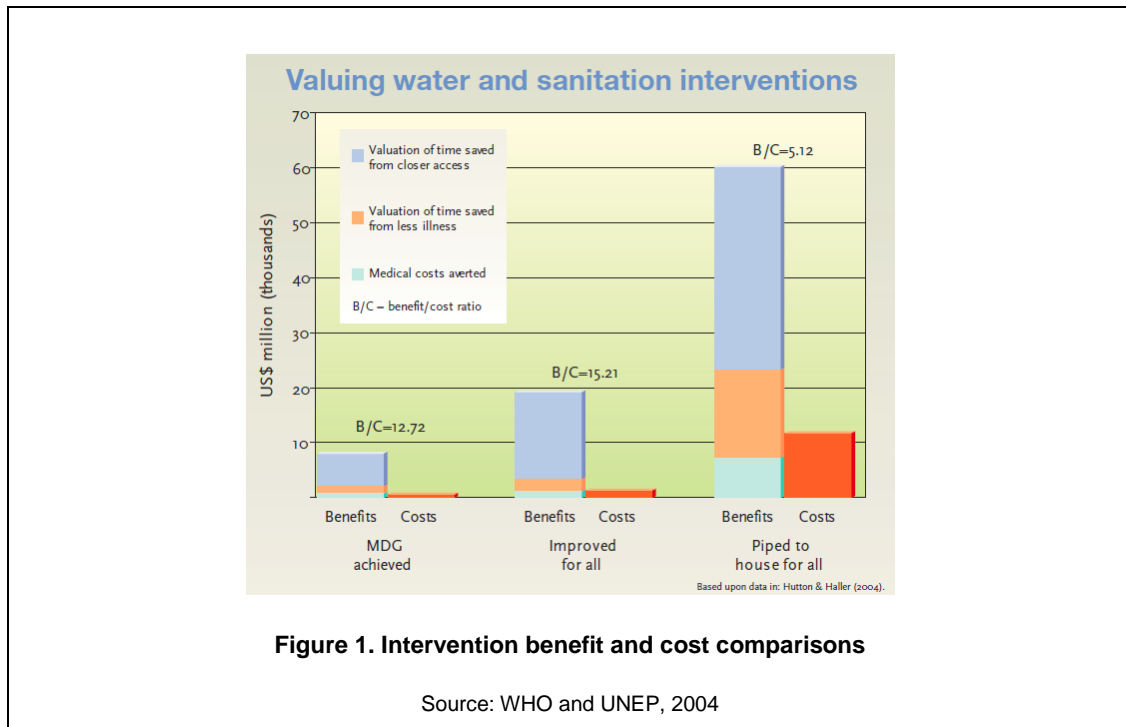 Valuing water and sanitation interventions
70
60
50
40
30
20
10
US$ million (thousands)
Valuation of time saved
from closer access
Valuation of time saved
from less illness
Medical costs averted
B/C – benefit/cost ratio
B/C=12.72
B/C=15.21
B/C=5.12
Benefits Costs
MDG
achieved
Benefits Costs
Improved
for all
Benefits Costs
Piped to
house for all
Based upon data in: Hutton & Haller (2004).
Figure 1. Intervention benefit and cost comparisons
Source: WHO and UNEP, 2004